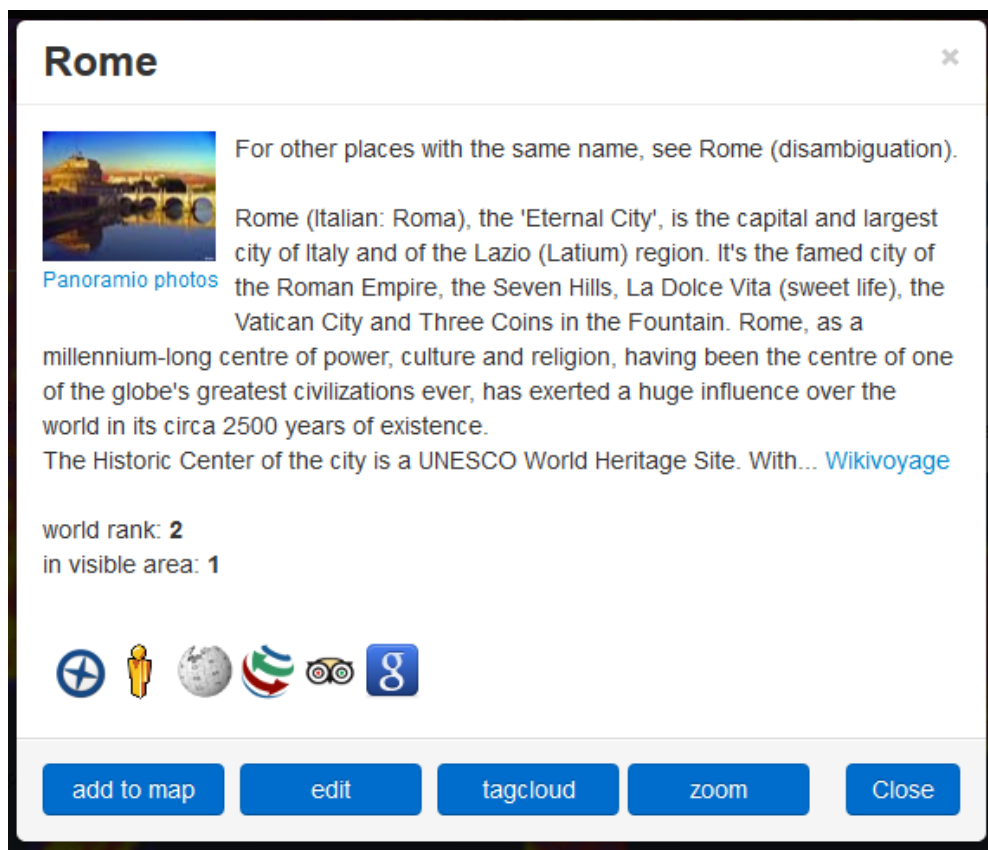 Rome
×
For other places with the same name, see Rome (disambiguation).
Rome (Italian: Roma), the 'Eternal City', is the capital and largest
city of Italy and of the Lazio (Latium) region. It's the famed city of
Panoramio photos
the Roman Empire, the Seven Hills, La Dolce Vita (sweet life), the
Vatican City and Three Coins in the Fountain. Rome, as a
millennium-long centre of power, culture and religion, having been the centre of one
of the globe's greatest civilizations ever, has exerted a huge influence over the
world in its circa 2500 years of existence.
The Historic Center of the city is a UNESCO World Heritage Site. With... Wikivoyage
world rank: 2
in visible area: 1
g
add to map
edit
tagcloud
zoom
Close